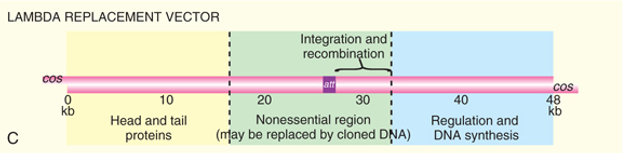 LAMBDA REPLACEMENT VECTOR
Integration and
recombination
cos
att
cos
0
kb
10
20
30
40
48
kb
Head and tail
proteins
Nonessential region
(may be replaced by cloned DNA)
Regulation and
DNA synthesis
C